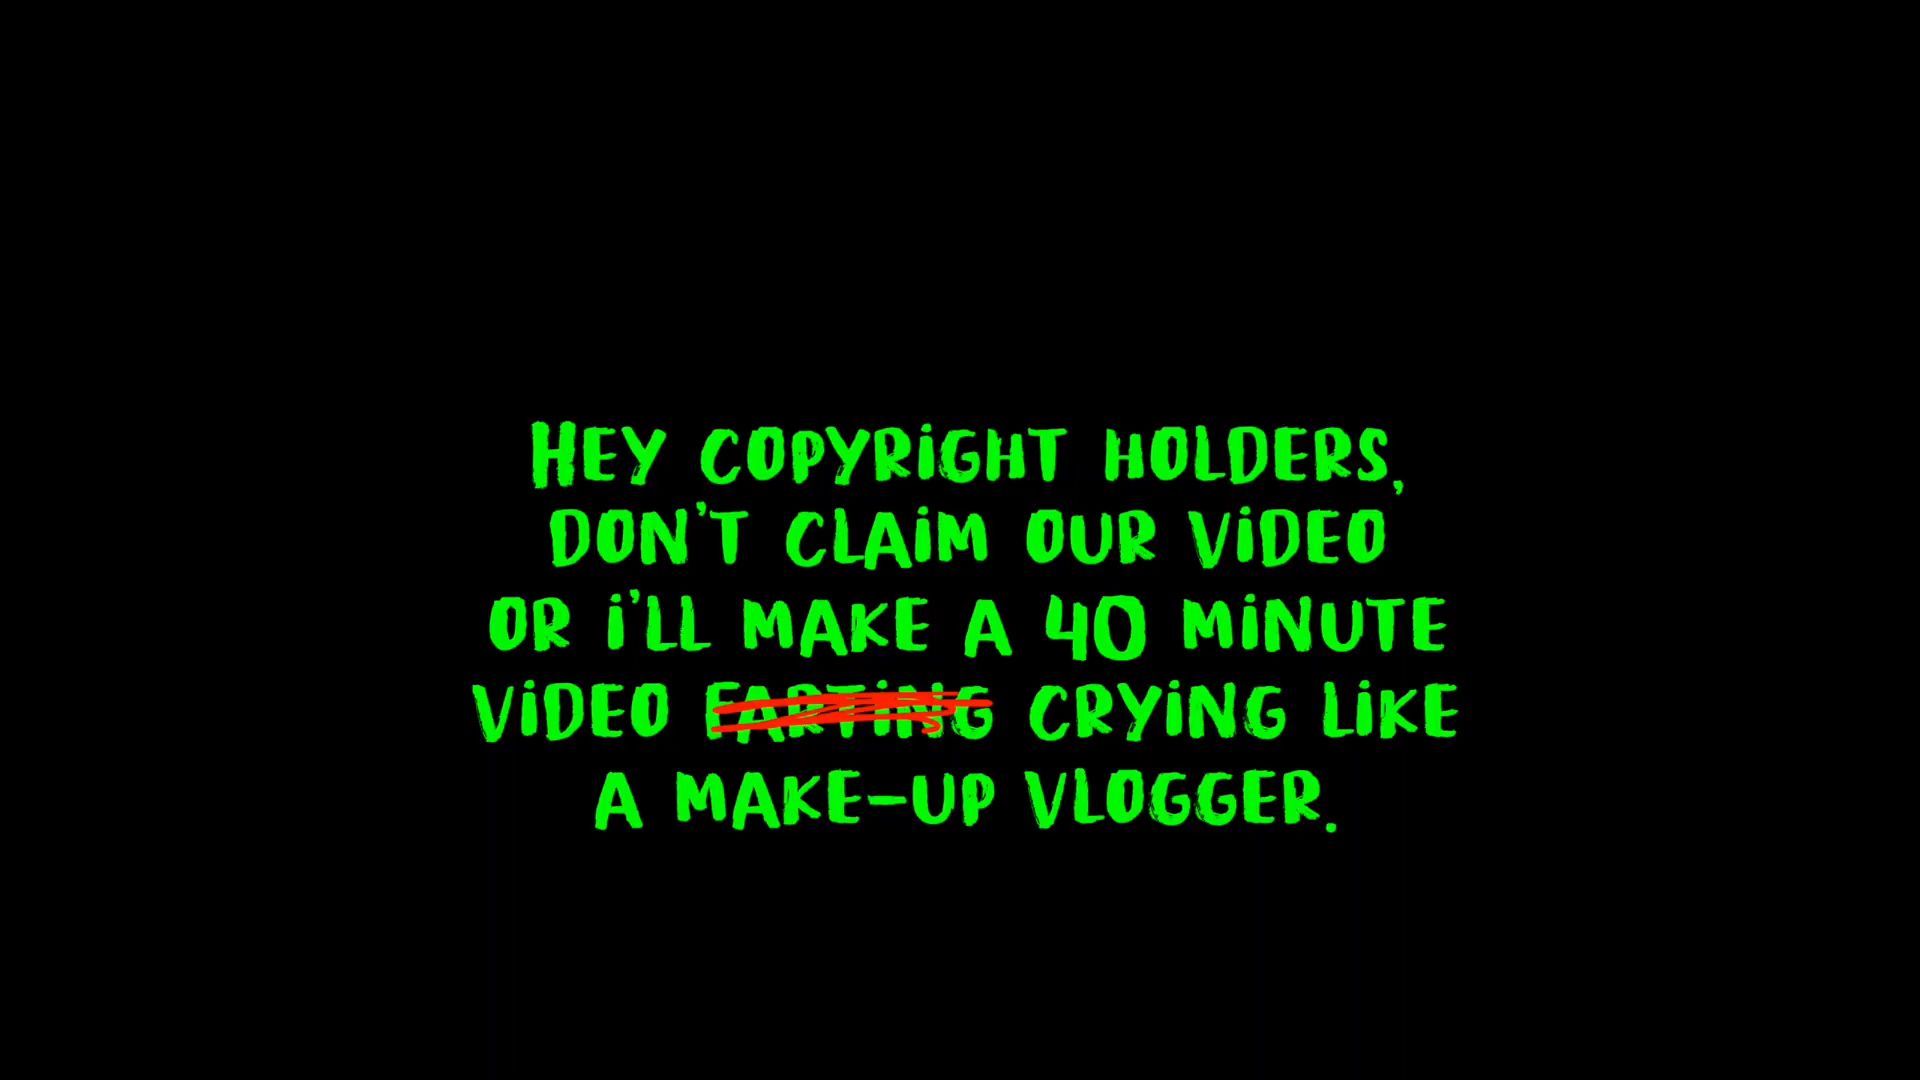 HEY COPYRiGHT HOLDERS,
DON'T CLAiM OUR ViDEO
OR i'LL MAKE A 40 MiNUTE
ViDEO FARTiNG CRYiNG LiKE
A MAKE-UP VLOGGER.